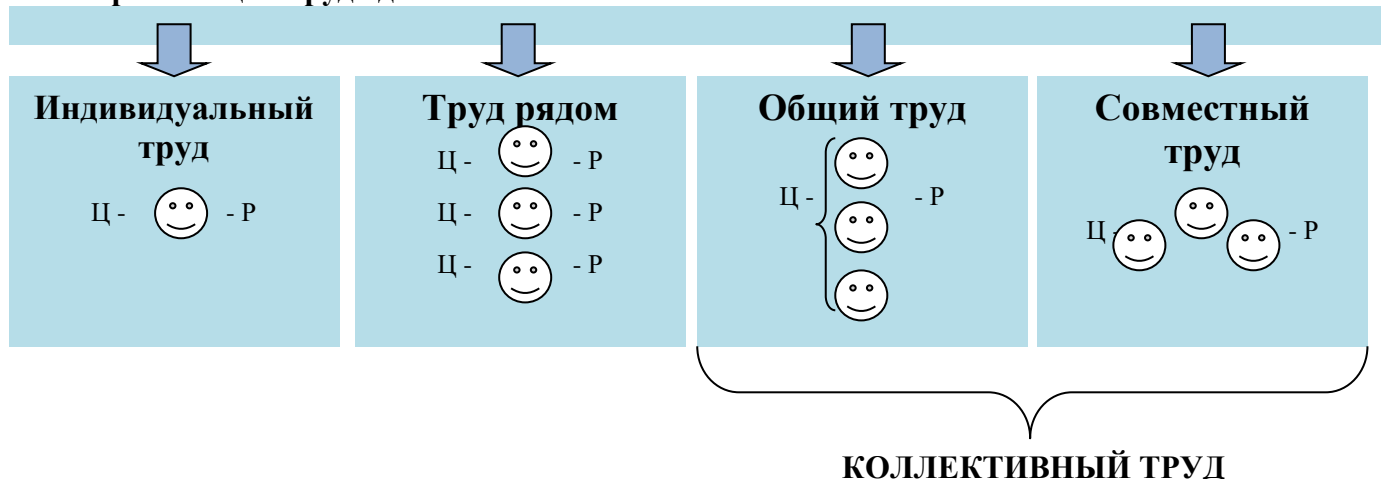 Индивидуальный
труд
Ц - - Р
Труд рядом
Ц - - Р
Ц - - Р
Ц - - Р
Общий труд
Ц - - Р
Совместный
труд
Ц - - Р
КОЛЛЕКТИВНЫЙ ТРУД